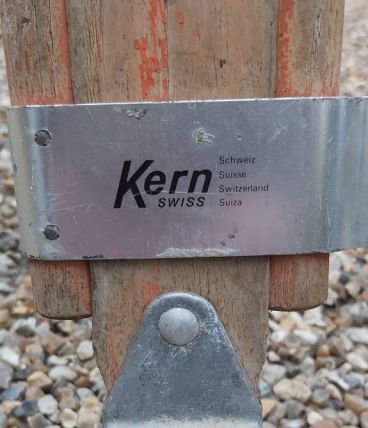 Kern
SWISS
Schweiz
Suisse
Switzerland
Suiza